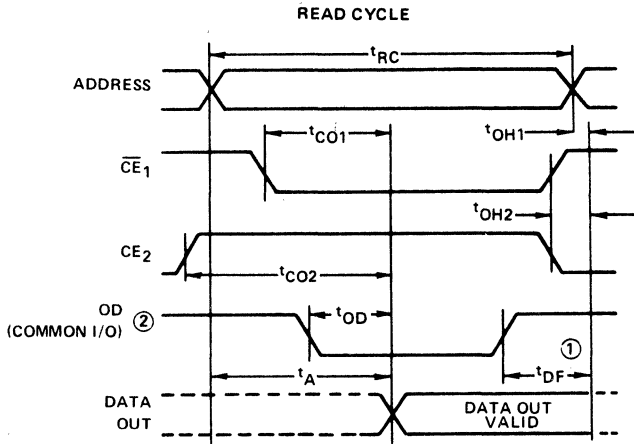 READ CYCLE
tRC
ADDRESS
tCO1
tOH1
CE1
tOH2
CE2
tCO2
OD
(COMMON I/O) ②
tOD
①
tA
tDF
DATA
OUT
DATA OUT
VALID